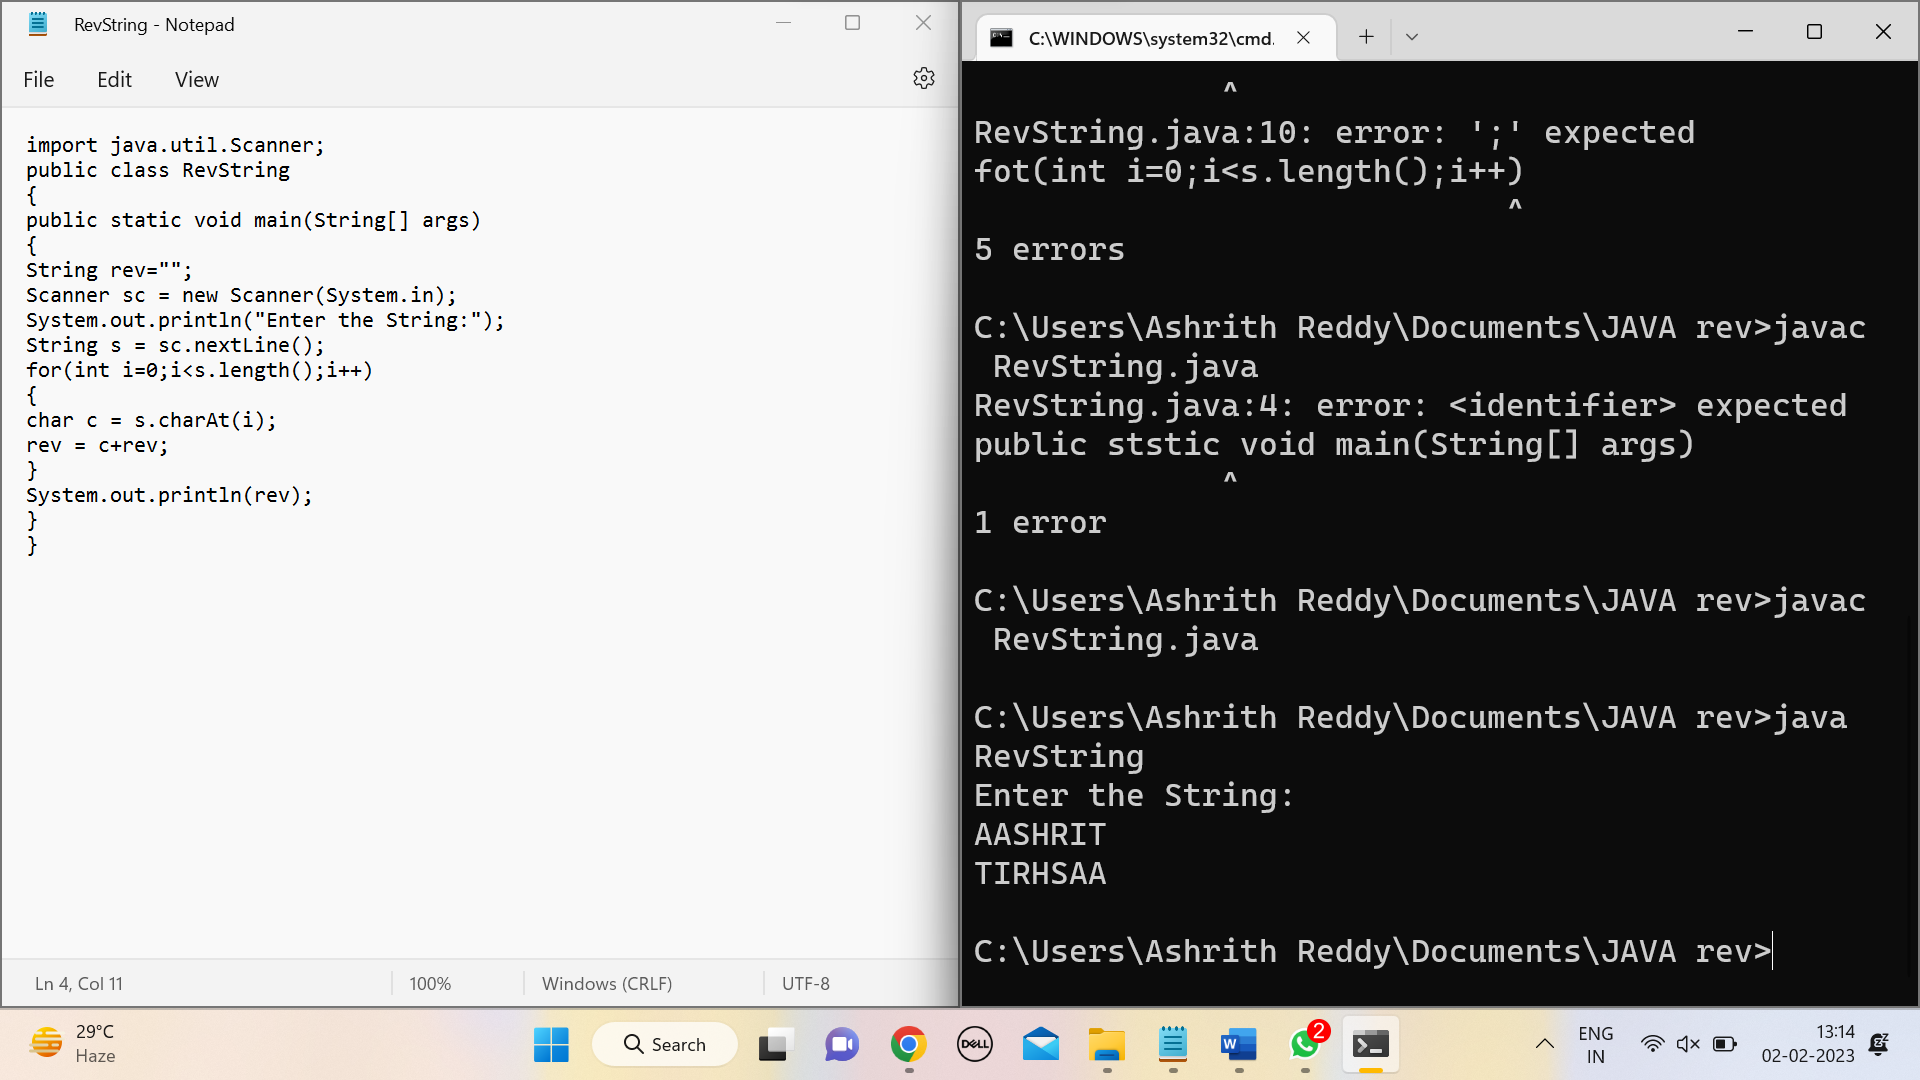 RevString - Notepad
File Edit View
import java.util.Scanner;
public class RevString
{
public static void main(String[] args)
{
String rev="";
Scanner sc = new Scanner(System.in);
System.out.println("Enter the String:");
String s = sc.nextLine();
for(int i=0;i<s.length();i++)
{
char c = s.charAt(i);
rev = c+rev;
}
System.out.println(rev);
}
}
Ln 4, Col 11 100% Windows (CRLF) UTF-8
C:\WINDOWS\system32\cmd.
^
RevString.java:10: error: ';' expected
fot(int i=0;i<s.length();i++)
^
5 errors
C:\Users\Ashrith Reddy\Documents\JAVA rev>javac
RevString.java
RevString.java:4: error: <identifier> expected
public ststic void main(String[] args)
^
1 error
C:\Users\Ashrith Reddy\Documents\JAVA rev>javac
RevString.java
C:\Users\Ashrith Reddy\Documents\JAVA rev>java
RevString
Enter the String:
AASHRIT
TIRHSAA
C:\Users\Ashrith Reddy\Documents\JAVA rev>
29°C
Haze
Search
DELL
W
2
ENG
IN
13:14
02-02-2023